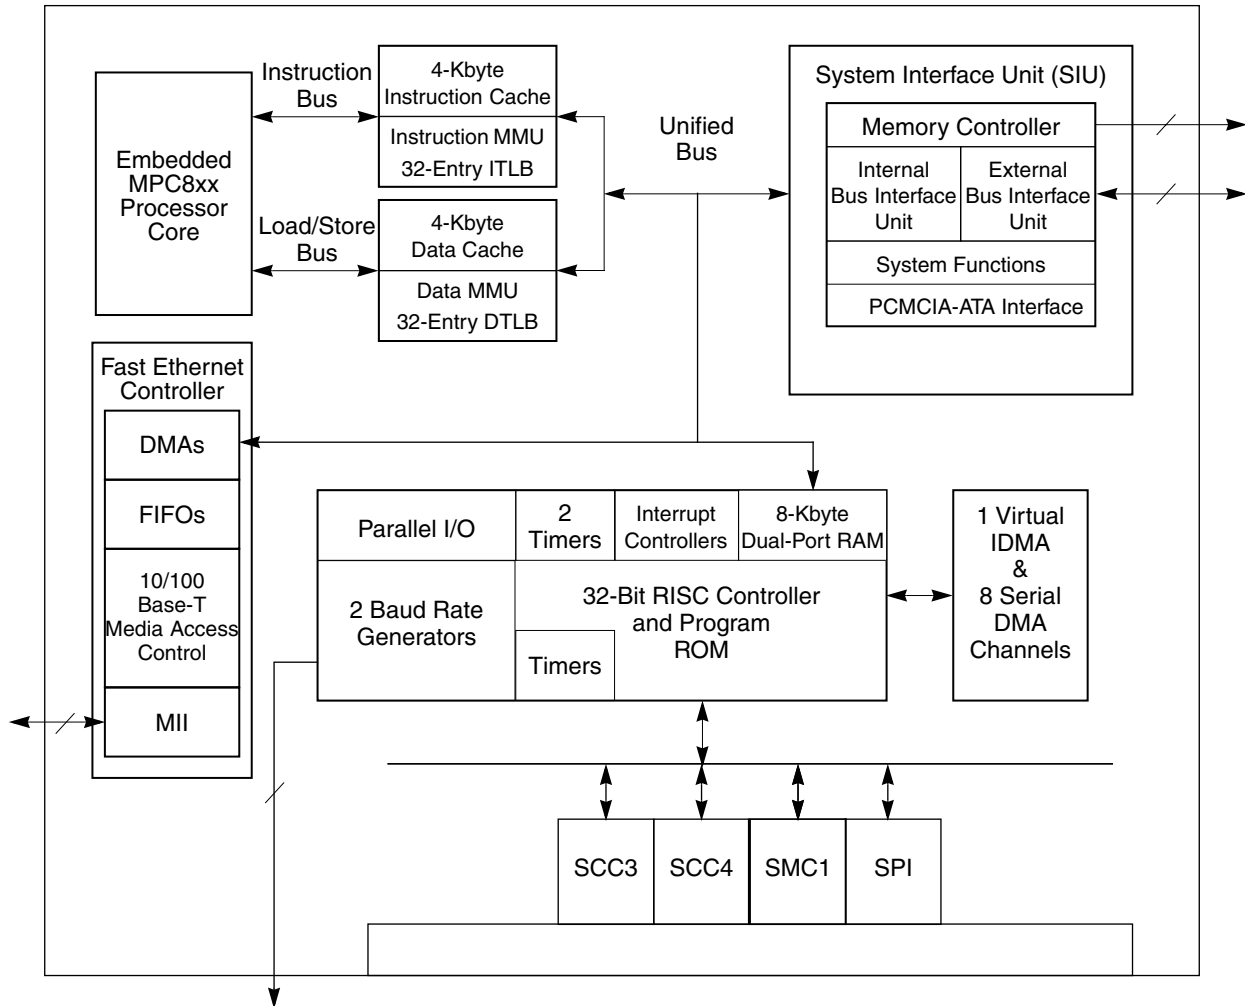 Instruction
Bus
4-Kbyte
Instruction Cache
Instruction MMU
32-Entry ITLB
Embedded
MPC8xx
Processor
Core
Load/Store
Bus
4-Kbyte
Data Cache
Data MMU
32-Entry DTLB
Unified
Bus
System Interface Unit (SIU)
Memory Controller
Internal
Bus Interface
Unit
External
Bus Interface
Unit
System Functions
PCMCIA-ATA Interface
Fast Ethernet
Controller
DMAs
FIFOs
10/100
Base-T
Media Access
Control
MII
Parallel I/O
2
Timers
Interrupt
Controllers
8-Kbyte
Dual-Port RAM
2 Baud Rate
Generators
32-Bit RISC Controller
and Program
ROM
Timers
1 Virtual
IDMA
&
8 Serial
DMA
Channels
SCC3
SCC4
SMC1
SPI